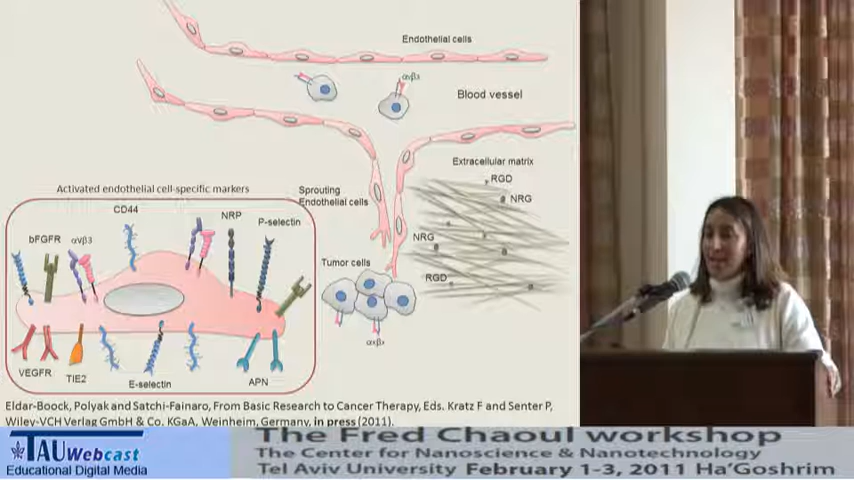 Endothelial cells
αvβ3
Blood vessel
Extracellular matrix
RGD
NRG
NRG
RGD
Sprouting
Endothelial cells
Tumor cells
Activated endothelial cell-specific markers
CD44
NRP
P-selectin
bFGFR
αvβ3
VEGFR
TIE2
E-selectin
APN
Eldar-Boock, Polyak and Satchi-Fainaro, From Basic Research to Cancer Therapy, Eds. Kratz F and Senter P,
Wiley-VCH Verlag GmbH & Co. KGaA, Weinheim, Germany, in press (2011).
TAU Webcast
Educational Digital Media
The Fred Chaoul workshop
The Center for Nanoscience & Nanotechnology
Tel Aviv University February 1-3, 2011 Ha'Goshrim